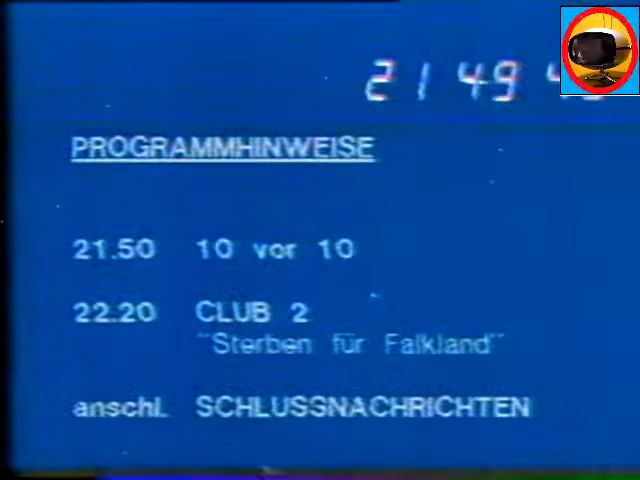 21 49
PROGRAMMHINWEISE
21.50 10 vor 10
22.20 CLUB 2
"Sterben für Falkland"
anschl. SCHLUSSNACHRICHTEN